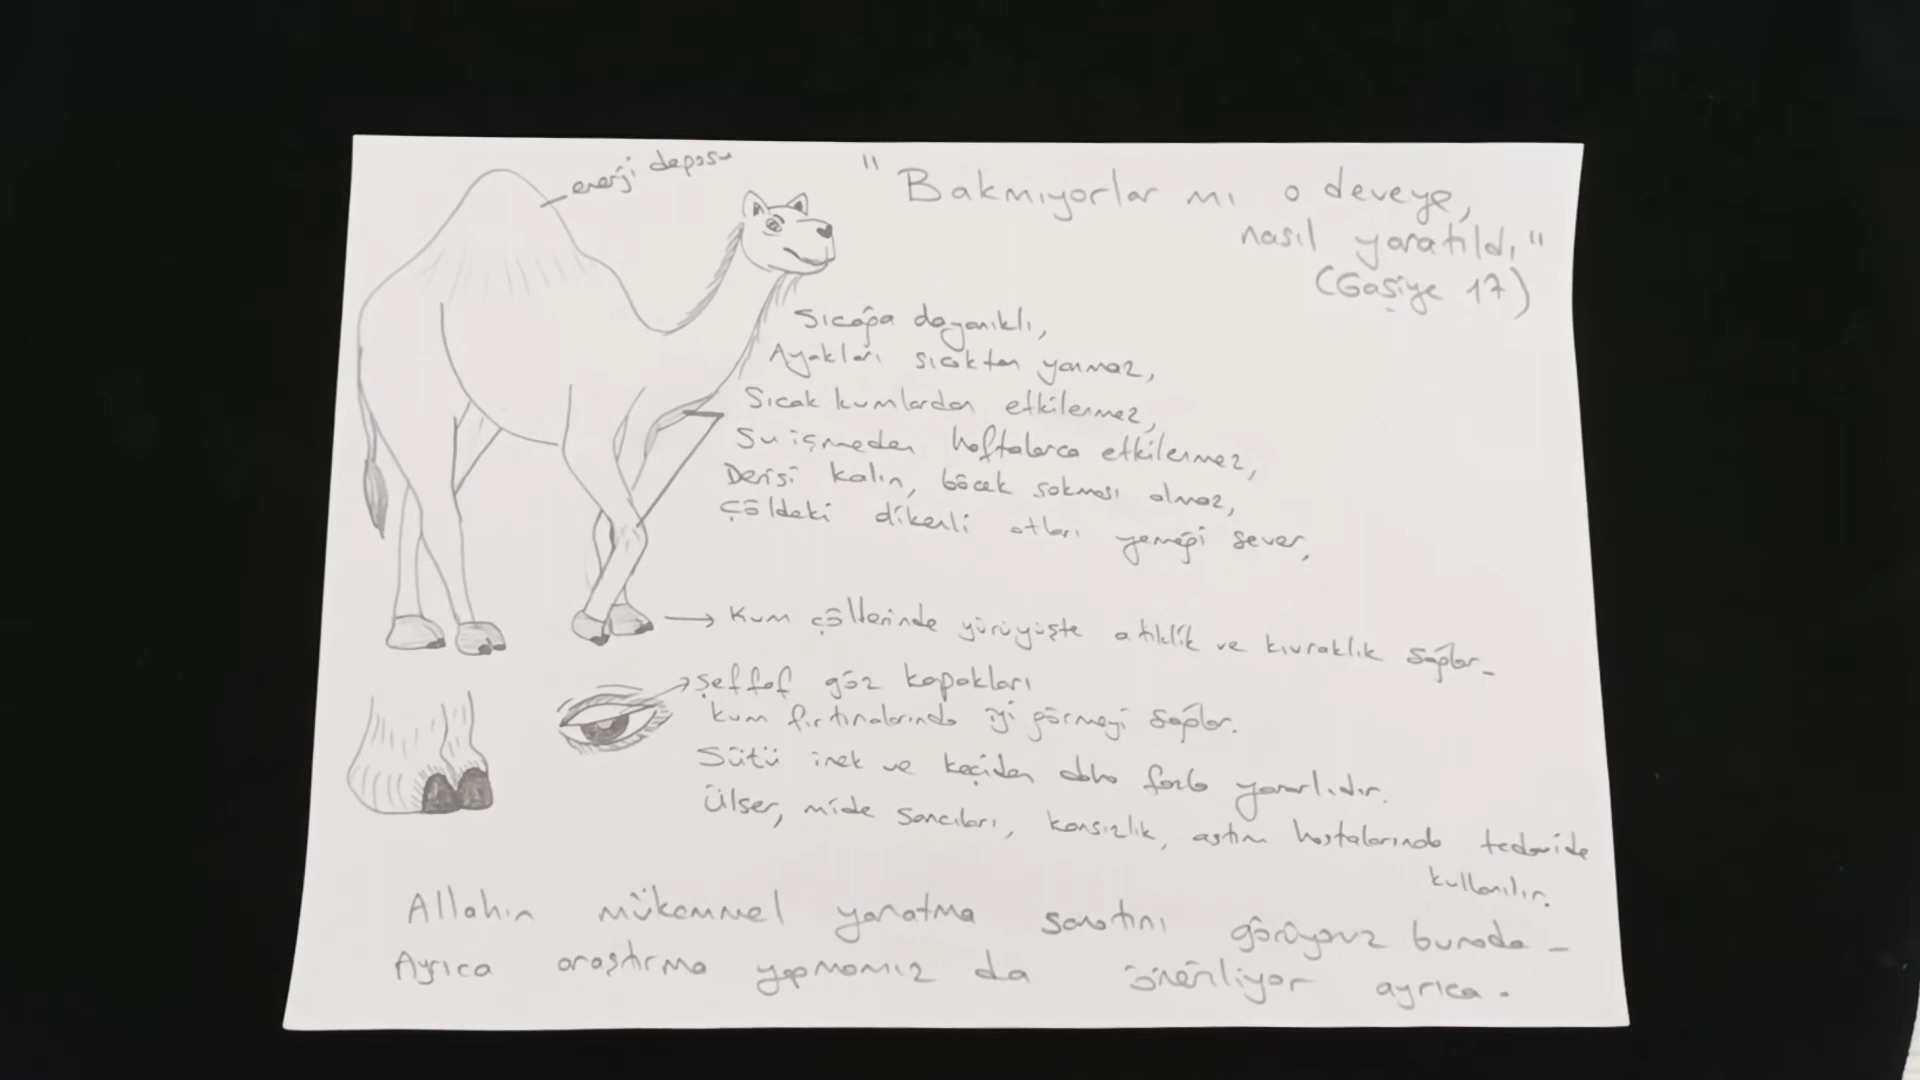 enerji deposu
" Bakmıyorlar mı o deveye,
nasıl yaratıldı"
(Gaşiye 17)
Sıcağa dayanıklı,
Ayakları sıcaktan yanmaz,
Sıcak kumlardan etkilenmez,
Su içmeden haftalarca etkilenmez,
Derisi kalın, böcek sokması olmaz,
Çöldeki dikenli otları yemeği sever,
Kum çöllerinde yürüyüşte atiklik ve kıvraklık sağlar.
Şeffaf göz kapakları
kum fırtınalarında iyi görmeyi sağlar.
Sütü inek ve keçiden daha fazla yararlıdır.
Ülser, mide sancıları, kansızlık, astım hastalarında tedavide
kullanılır.
Allahın mükemmel yaratma sanatını görüyoruz burada -
Ayrıca araştırma yapmamız da öneriliyor ayrıca.